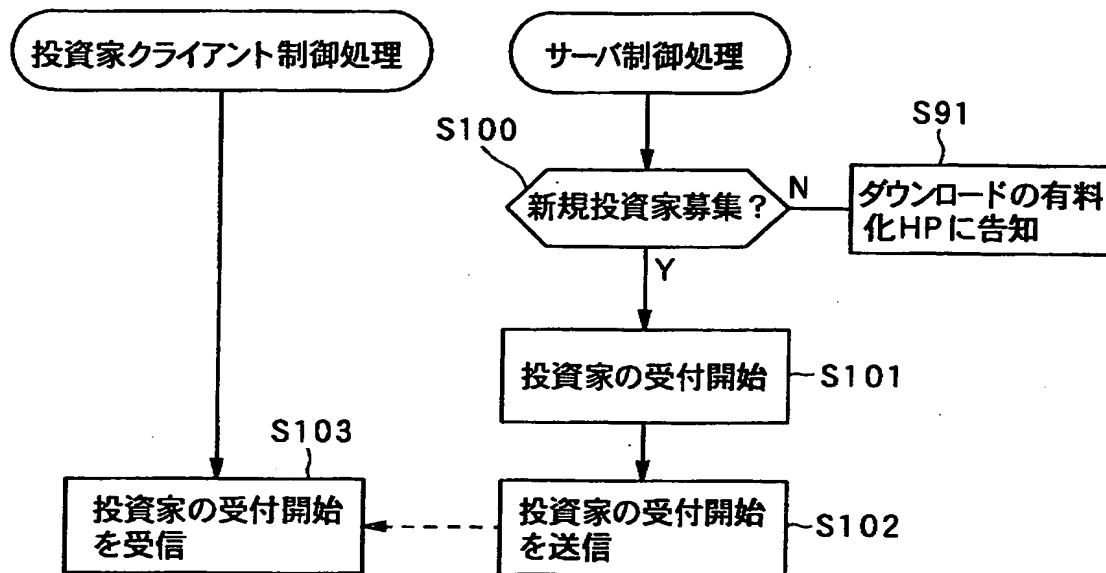 投資家クライアント制御処理
サーバ制御処理
S100
S91
新規投資家募集？
N
ダウンロードの有料
化HPに告知
Y
投資家の受付開始
S101
S103
投資家の受付開始
を受信
投資家の受付開始
を送信
S102